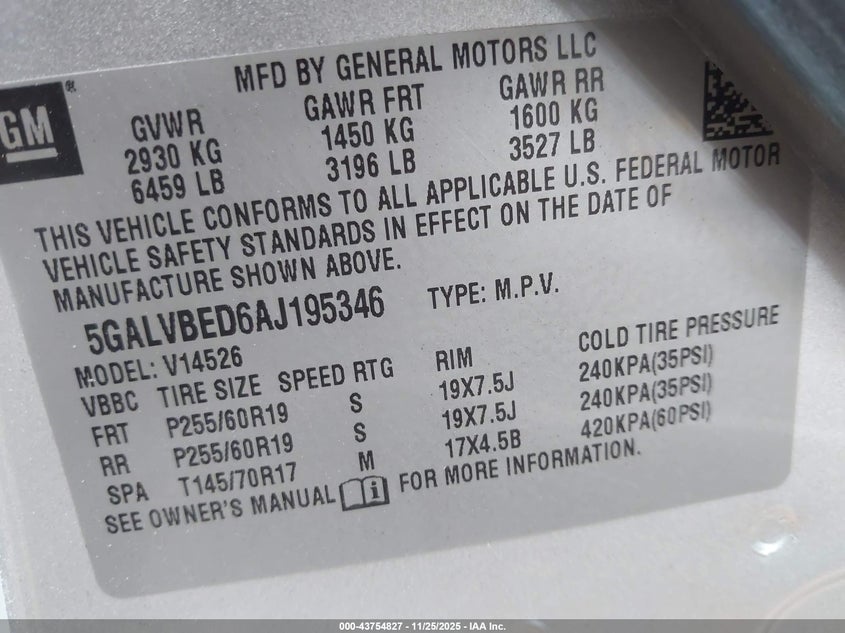 MFD BY GENERAL MOTORS LLC
GM®
GVWR GAWR FRT GAWR RR
2930 KG 1450 KG 1600 KG
6459 LB 3196 LB 3527 LB
THIS VEHICLE CONFORMS TO ALL APPLICABLE U.S. FEDERAL MOTOR
VEHICLE SAFETY STANDARDS IN EFFECT ON THE DATE OF
MANUFACTURE SHOWN ABOVE.
5GALVBED6AJ195346 TYPE: M.P.V.
MODEL: V14526
VBBC TIRE SIZE SPEED RTG RIM COLD TIRE PRESSURE
FRT P255/60R19 S 19X7.5J 240KPA(35PSI)
RR P255/60R19 S 19X7.5J 240KPA(35PSI)
SPA T145/70R17 M 17X4.5B 420KPA(60PSI)
SEE OWNER'S MANUAL FOR MORE INFORMATION.
000-43754827 - 11/25/2025 - IAA Inc.